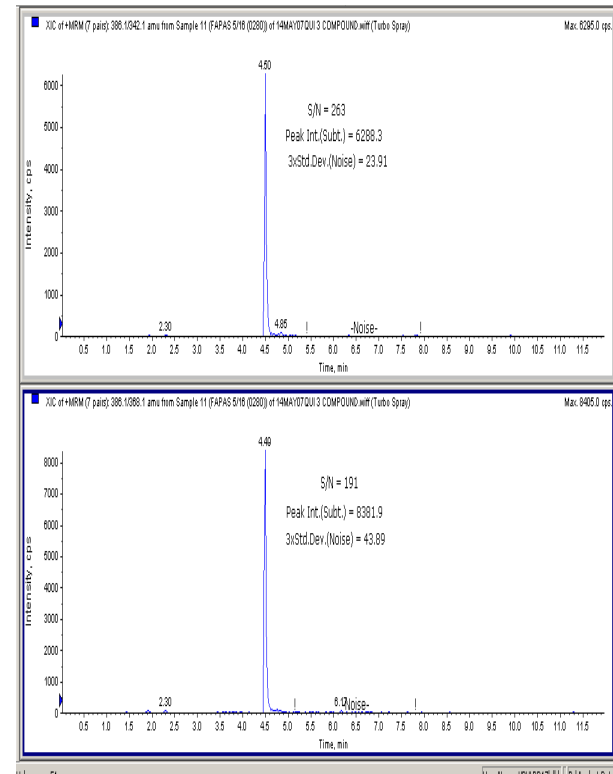 XIC of +MRM (7 pairs): 386.1/342.1 amu from Sample 11 (FAPAS 5/16 (0280)) of 14MAY07QUI 3 COMPOUND.wiff (Turbo Spray) Max. 6295.0 cps.
4.50
6000
S/N = 263
5000
Peak Int.(Subt.) = 6288.3
3xStd.Dev.(Noise) = 23.91
4000
3000
2000
1000
2.30 4.85 ! -Noise- !
0
0.5 1.0 1.5 2.0 2.5 3.0 3.5 4.0 4.5 5.0 5.5 6.0 6.5 7.0 7.5 8.0 8.5 9.0 9.5 10.0 10.5 11.0 11.5
Time, min
Intensity, cps
XIC of +MRM (7 pairs): 386.1/368.1 amu from Sample 11 (FAPAS 5/16 (0280)) of 14MAY07QUI 3 COMPOUND.wiff (Turbo Spray) Max. 8405.0 cps.
4.49
8000
S/N = 191
7000
Peak Int.(Subt.) = 8381.9
6000
3xStd.Dev.(Noise) = 43.89
5000
4000
3000
2000
1000
2.30 ! 6.17 -Noise- !
0
0.5 1.0 1.5 2.0 2.5 3.0 3.5 4.0 4.5 5.0 5.5 6.0 6.5 7.0 7.5 8.0 8.5 9.0 9.5 10.0 10.5 11.0 11.5
Time, min
Intensity, cps